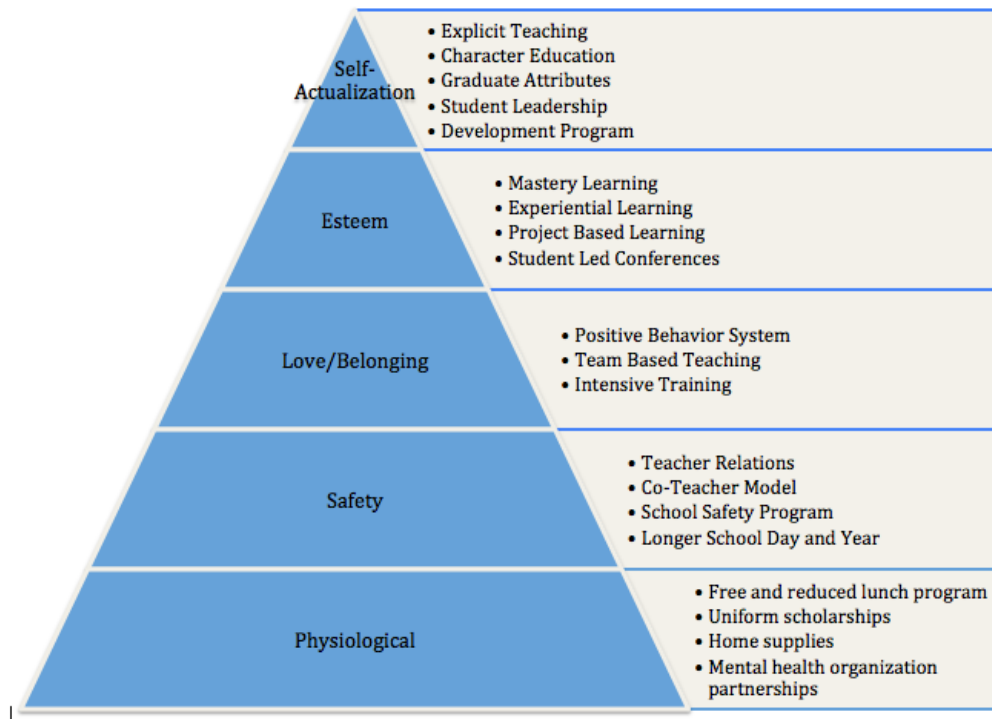 Self-
Actualization
• Explicit Teaching
• Character Education
• Graduate Attributes
• Student Leadership
• Development Program
Esteem
• Mastery Learning
• Experiential Learning
• Project Based Learning
• Student Led Conferences
Love/Belonging
• Positive Behavior System
• Team Based Teaching
• Intensive Training
Safety
• Teacher Relations
• Co-Teacher Model
• School Safety Program
• Longer School Day and Year
Physiological
• Free and reduced lunch program
• Uniform scholarships
• Home supplies
• Mental health organization
partnerships